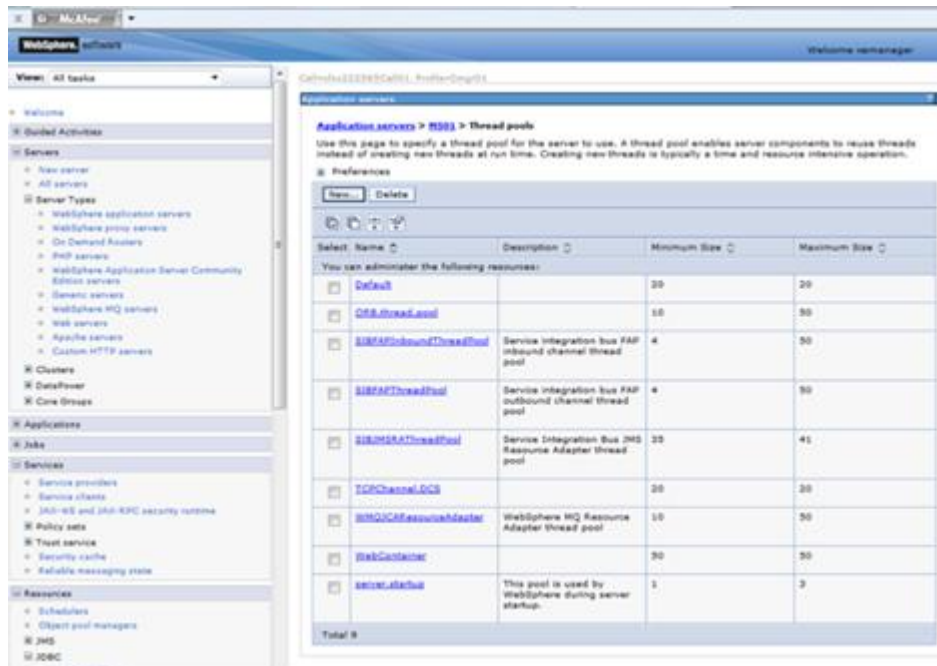 McAfee
WebSphere. software
Welcome vemanager
View: All tasks
Welcome
Guided Activities
Servers
New server
All servers
Server Types
WebSphere application servers
WebSphere proxy servers
On Demand Routers
PHP servers
WebSphere Application Server Community
Edition servers
Generic servers
WebSphere MQ servers
Web servers
Apache servers
Custom HTTP servers
Clusters
DataPower
Core Groups
Applications
Jobs
Services
Service providers
Service clients
JAX-WS and JAX-RPC security runtime
Policy sets
Trust service
Security cache
Reliable messaging state
Resources
Schedulers
Object pool managers
JMS
JDBC
Application servers ?
Application servers > MS01 > Thread pools
Use this page to specify a thread pool for the server to use. A thread pool enables server components to reuse threads
instead of creating new threads at run time. Creating new threads is typically a time and resource intensive operation.
Preferences
New... Delete
Select Name Description Minimum Size Maximum Size
You can administer the following resources:
Default 20 20
ORB.thread.pool 10 50
SIBFAPInboundThreadPool Service integration bus FAP 4 50
inbound channel thread
pool
SIBFAPThreadPool Service integration bus FAP 4 50
outbound channel thread
pool
SIBJMSRAThreadPool Service Integration Bus JMS 35 41
Resource Adapter thread
pool
TCPChannel.DCS 20 20
WMQJCAResourceAdapter WebSphere MQ Resource 10 50
Adapter thread pool
WebContainer 50 50
server.startup This pool is used by 1 3
WebSphere during server
startup.
Total 9